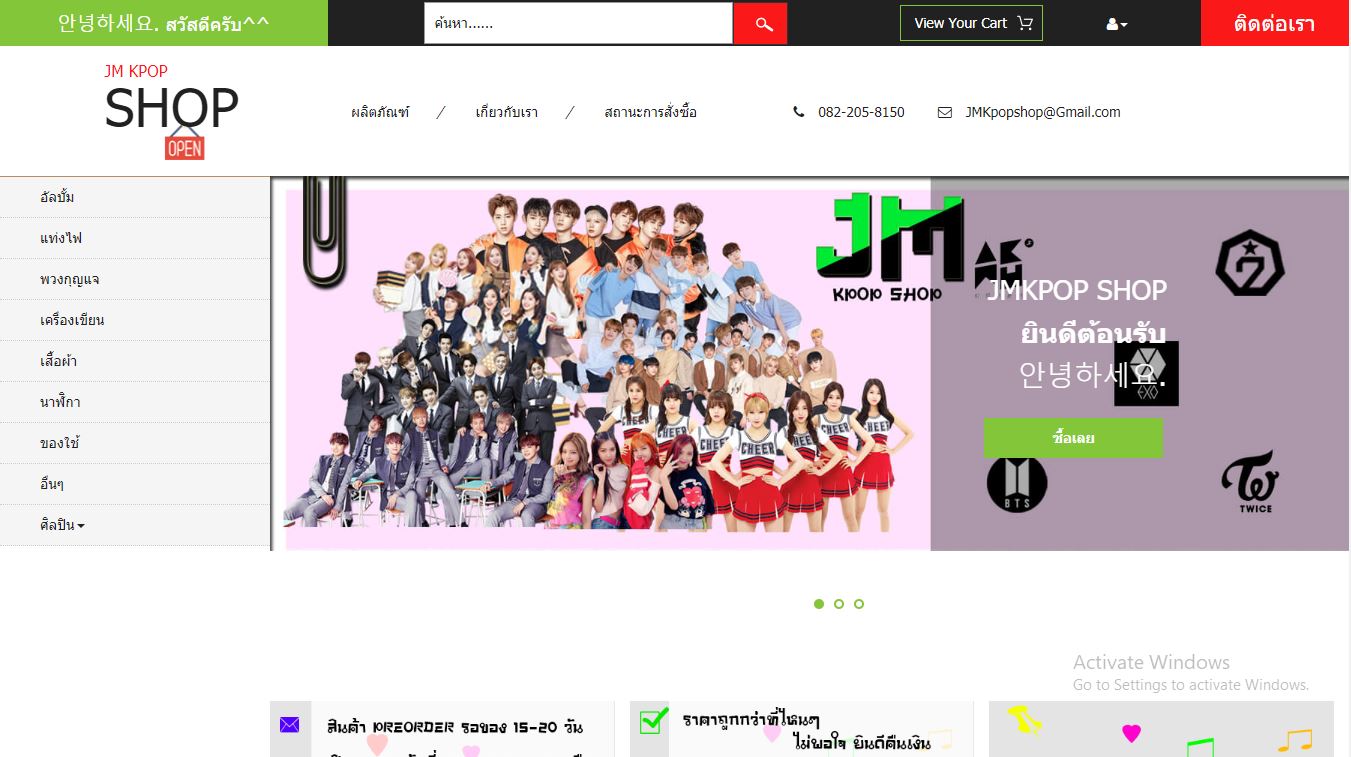 안녕하세요. สวัสดีครับ^^
ค้นหา......
View Your Cart
ติดต่อเรา
JM KPOP
SHOP
OPEN
ผลิตภัณฑ์ / เกี่ยวกับเรา / สถานะการสั่งซื้อ
082-205-8150
JMKpopshop@Gmail.com
อัลบั้ม
แท่งไฟ
พวงกุญแจ
เครื่องเขียน
เสื้อผ้า
นาฬิกา
ของใช้
อื่นๆ
ศิลปิน
JM
KPOP SHOP
CHEER
CHEER
CHEER
CHEER
CHEER
CHEER
JMKPOP SHOP
ยินดีต้อนรับ
안녕하세요.
ซื้อเลย
7
EXO
BTS
TWICE
Activate Windows
Go to Settings to activate Windows.
สินค้า PREORDER รอของ 15-20 วัน
ราคาถูกกว่าที่ไหนๆ
ไม่พอใจ ยินดีคืนเงิน